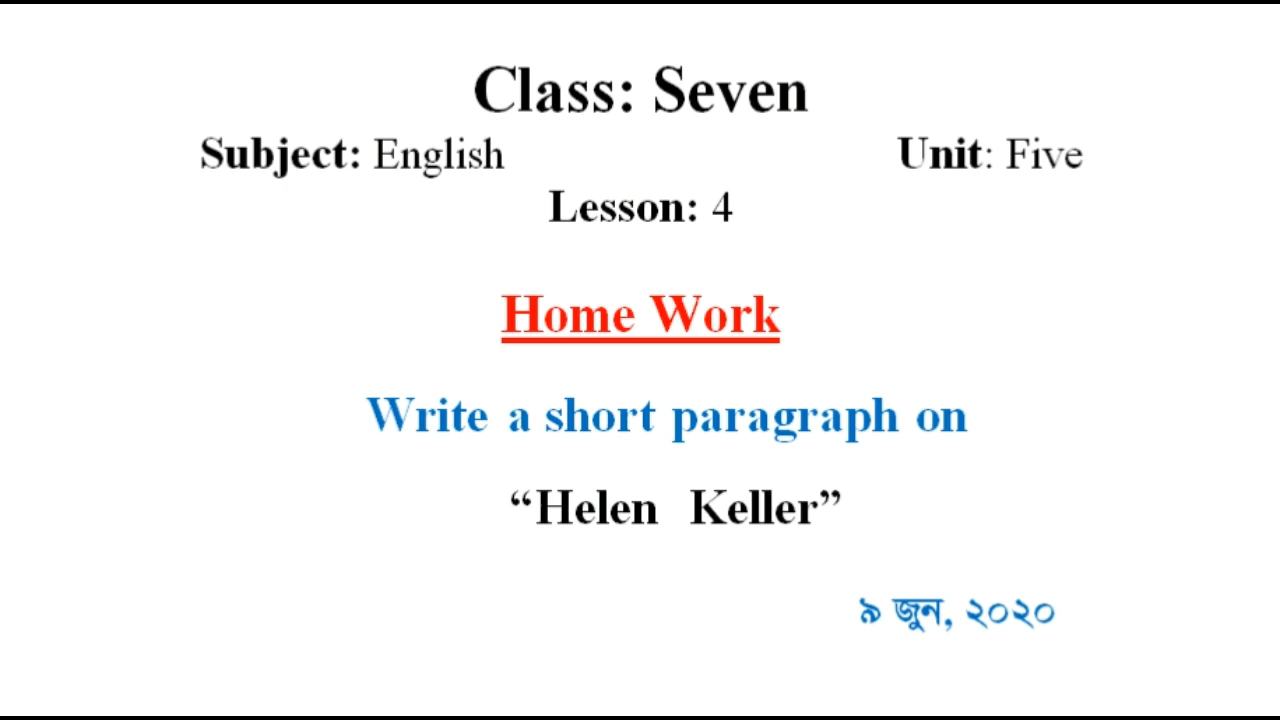 Class: Seven
Subject: English Unit: Five
Lesson: 4
Home Work
Write a short paragraph on
“Helen Keller”
৯ জুন, ২০২০